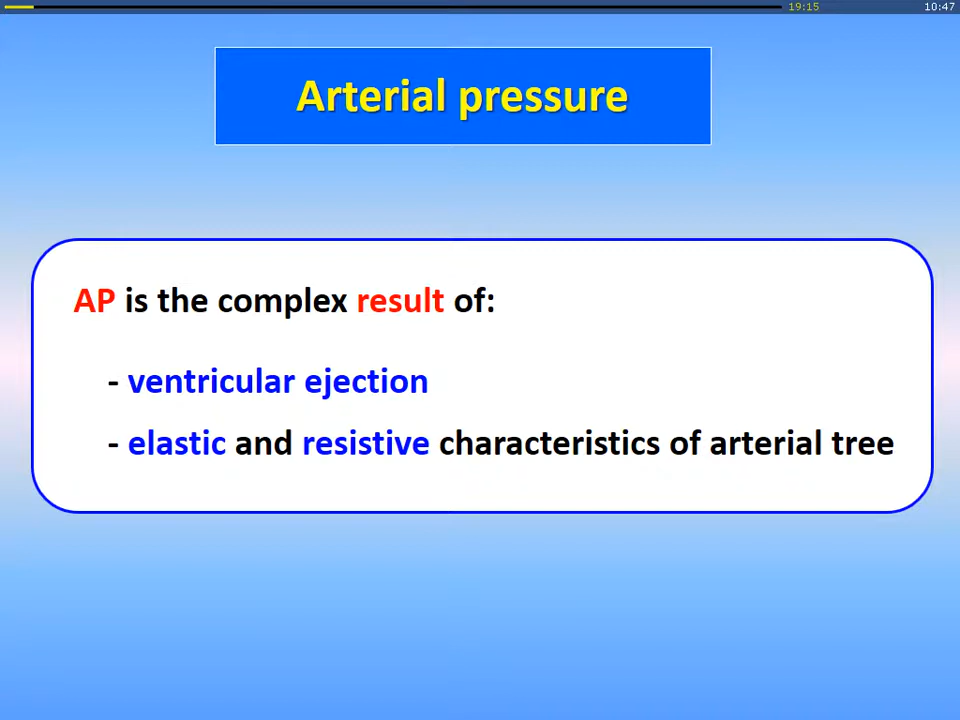 19:15
10:47
Arterial pressure
AP is the complex result of:
- ventricular ejection
- elastic and resistive characteristics of arterial tree